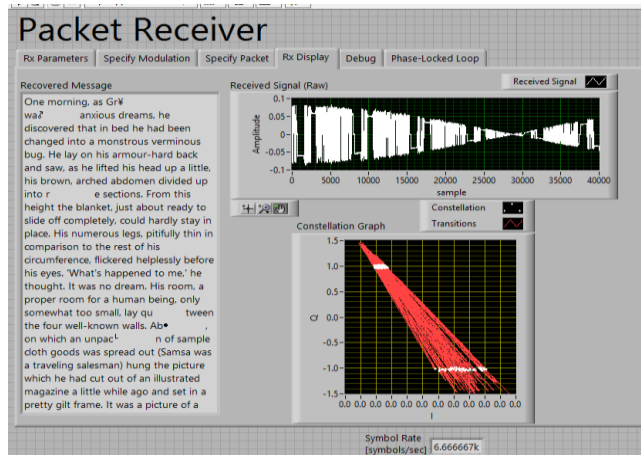 Packet Receiver
Rx Parameters Specify Modulation Specify Packet Rx Display Debug Phase-Locked Loop
Recovered Message
One morning, as Gr¥
wa anxious dreams, he
discovered that in bed he had been
changed into a monstrous verminous
bug. He lay on his armour-hard back
and saw, as he lifted his head up a little,
his brown, arched abdomen divided up
into r e sections. From this
height the blanket, just about ready to
slide off completely, could hardly stay in
place. His numerous legs, pitifully thin in
comparison to the rest of his
circumference, flickered helplessly before
his eyes. 'What's happened to me,' he
thought. It was no dream. His room, a
proper room for a human being, only
somewhat too small, lay qu tween
the four well-known walls. Ab• ,
on which an unpac└ n of sample
cloth goods was spread out (Samsa was
a traveling salesman) hung the picture
which he had cut out of an illustrated
magazine a little while ago and set in a
pretty gilt frame. It was a picture of a
Received Signal (Raw)
Received Signal
Amplitude
0.1
0.05
0
-0.05
-0.1
0 5000 10000 15000 20000 25000 30000 35000 40000
sample
Constellation
Transitions
Constellation Graph
Q
1.5
1.0
0.5
0.0
-0.5
-1.0
-1.5
0.0 0.0 0.0 0.0 0.0 0.0 0.0 0.0 0.0 0.0 0.0
I
Symbol Rate
[symbols/sec] 6.666667k